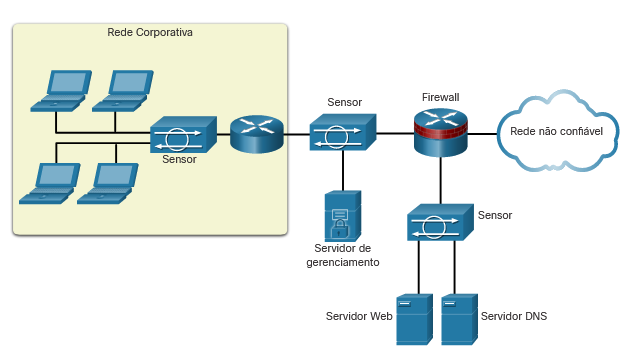 Rede Corporativa
Sensor
Sensor
Firewall
Rede não confiável
Servidor de
gerenciamento
Sensor
Servidor Web
Servidor DNS